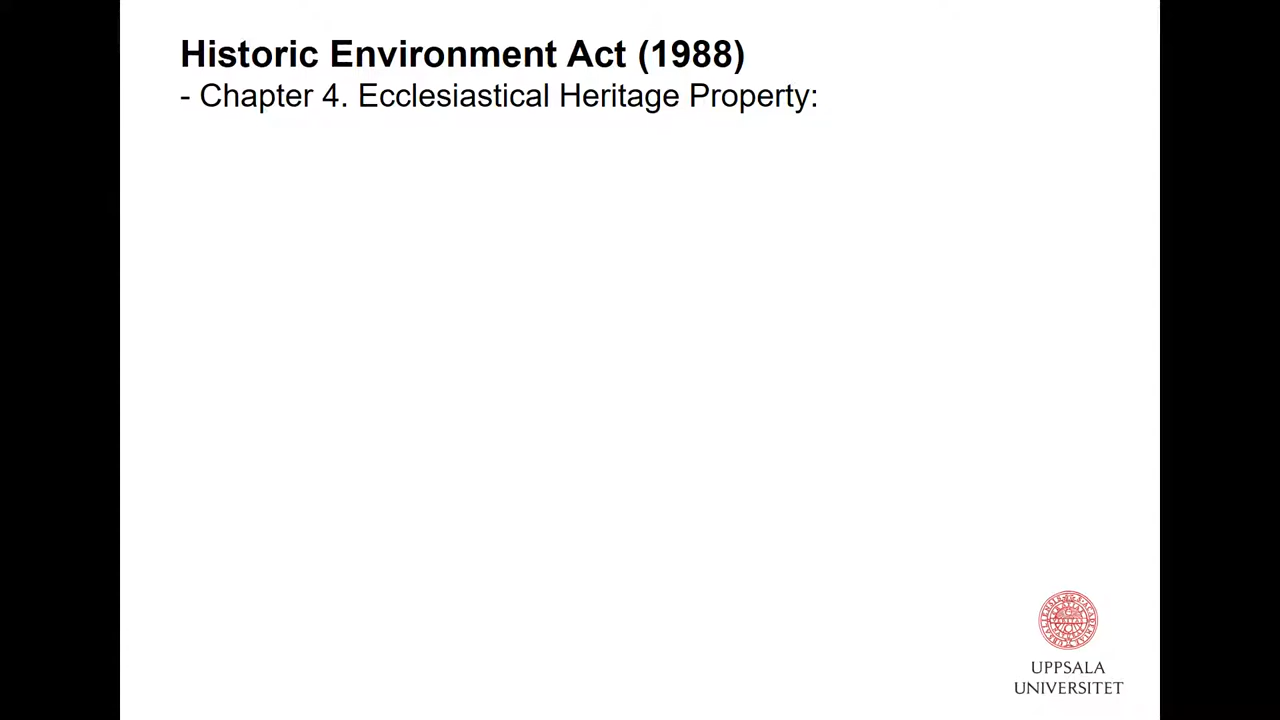 Historic Environment Act (1988)
- Chapter 4. Ecclesiastical Heritage Property:
UPPSALA
UNIVERSITET